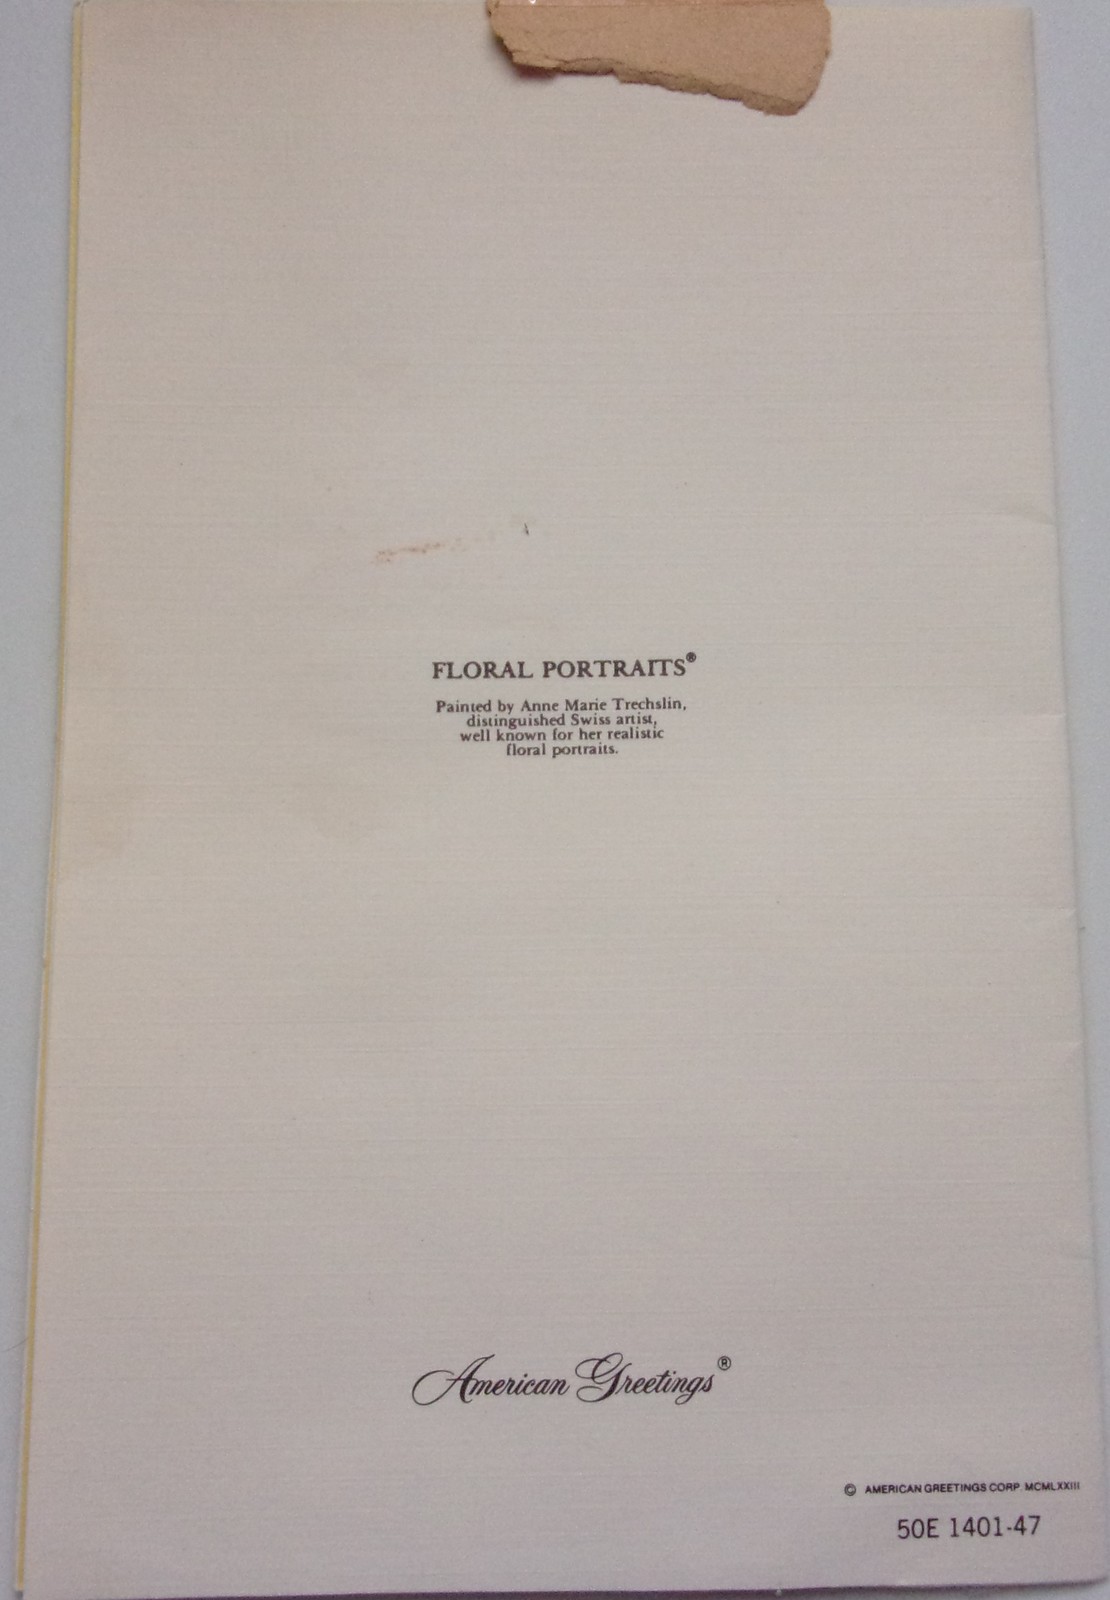 FLORAL PORTRAITS®
Painted by Anne Marie Trechslin,
distinguished Swiss artist,
well known for her realistic
floral portraits.
American Greetings®
© AMERICAN GREETINGS CORP. MCMLXXIII
50E 1401-47